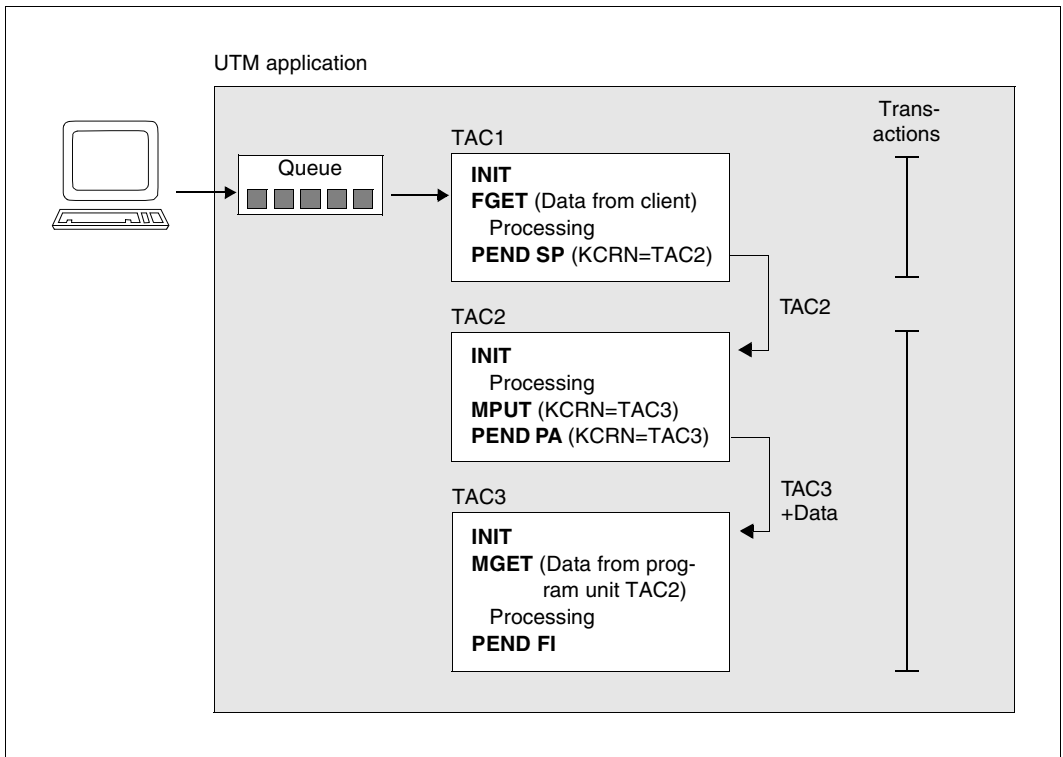 UTM application
Trans-
actions
Queue
TAC1
INIT
FGET (Data from client)
Processing
PEND SP (KCRN=TAC2)
TAC2
TAC2
INIT
Processing
MPUT (KCRN=TAC3)
PEND PA (KCRN=TAC3)
TAC3
+Data
TAC3
INIT
MGET (Data from prog-
ram unit TAC2)
Processing
PEND FI